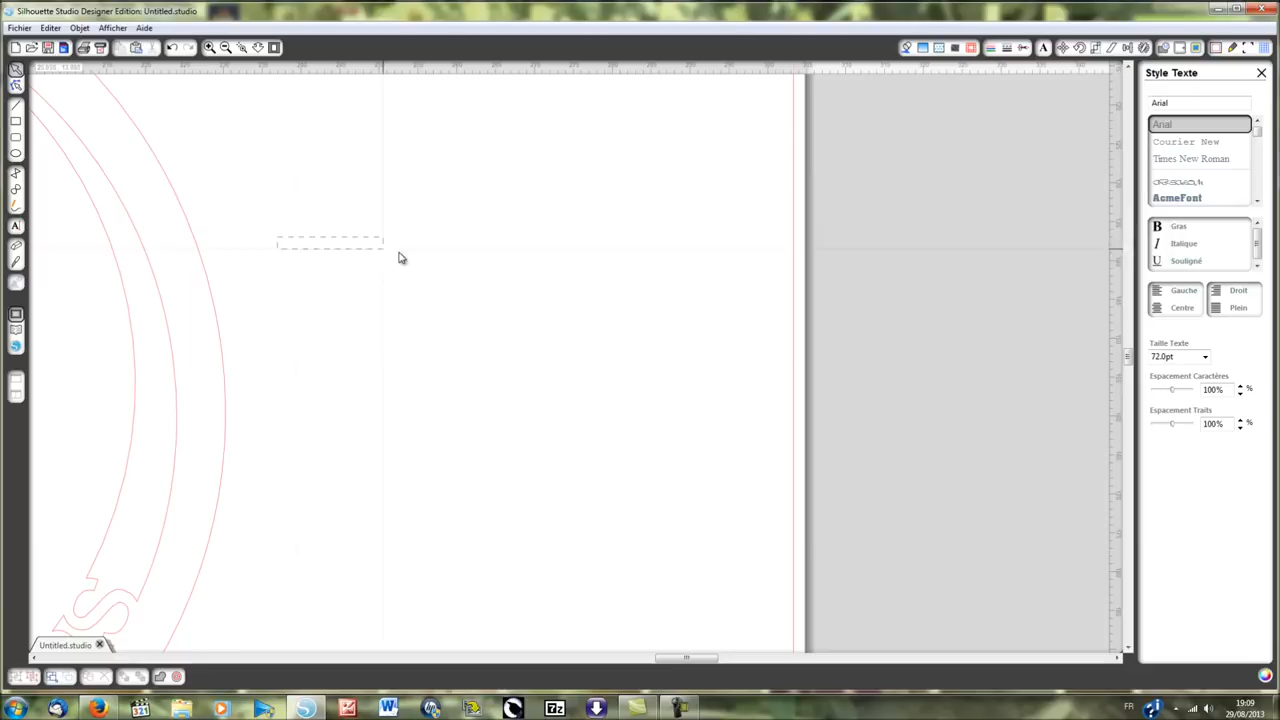 Silhouette Studio Designer Edition: Untitled.studio
Fichier Editer Objet Afficher Aide
Style Texte
Arial
Arial
Courier New
Times New Roman
AcmeFont
B Gras
I Italique
U Souligné
Gauche Droit
Centre Plein
Taille Texte
72.0pt
Espacement Caractères
100% %
Espacement Traits
100% %
S
Untitled.studio
FR 19:09
29/08/2013